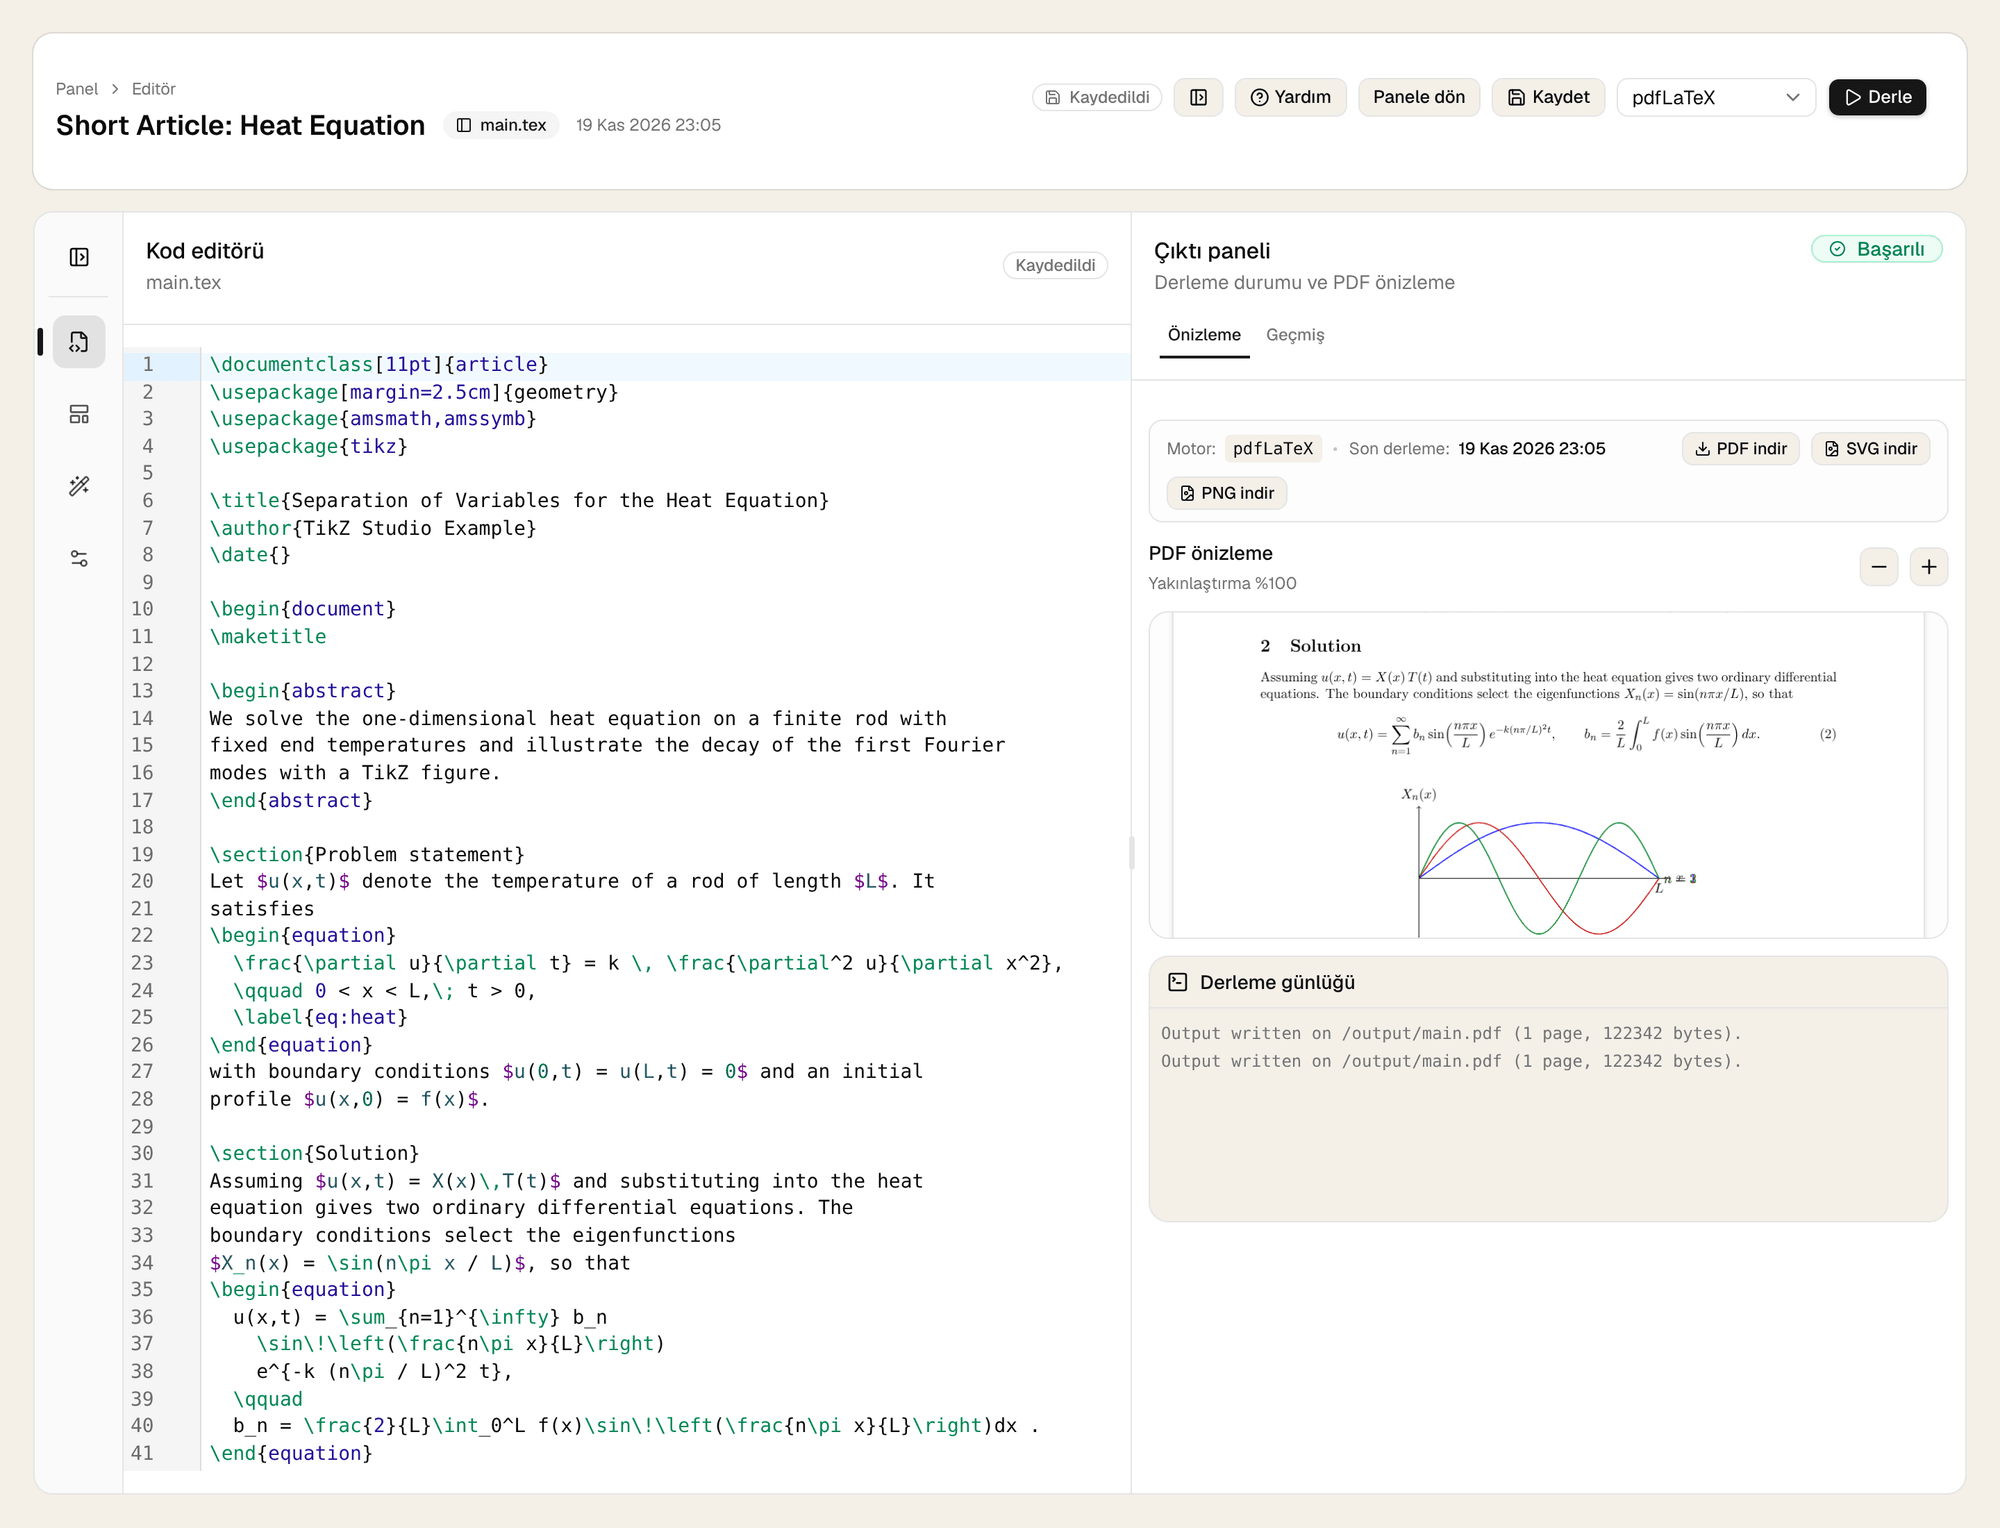 Panel > Editör
Short Article: Heat Equation main.tex 19 Kas 2026 23:05
Kaydedildi Yardım Panele dön Kaydet pdfLaTeX Derle
Kod editörü
main.tex
Kaydedildi
1 \documentclass[11pt]{article}
2 \usepackage[margin=2.5cm]{geometry}
3 \usepackage{amsmath,amssymb}
4 \usepackage{tikz}
5
6 \title{Separation of Variables for the Heat Equation}
7 \author{TikZ Studio Example}
8 \date{}
9
10 \begin{document}
11 \maketitle
12
13 \begin{abstract}
14 We solve the one-dimensional heat equation on a finite rod with
15 fixed end temperatures and illustrate the decay of the first Fourier
16 modes with a TikZ figure.
17 \end{abstract}
18
19 \section{Problem statement}
20 Let $u(x,t)$ denote the temperature of a rod of length $L$. It
21 satisfies
22 \begin{equation}
23   \frac{\partial u}{\partial t} = k \, \frac{\partial^2 u}{\partial x^2},
24   \qquad 0 < x < L,\; t > 0,
25   \label{eq:heat}
26 \end{equation}
27 with boundary conditions $u(0,t) = u(L,t) = 0$ and an initial
28 profile $u(x,0) = f(x)$.
29
30 \section{Solution}
31 Assuming $u(x,t) = X(x)\,T(t)$ and substituting into the heat
32 equation gives two ordinary differential equations. The
33 boundary conditions select the eigenfunctions
34 $X_n(x) = \sin(n\pi x / L)$, so that
35 \begin{equation}
36   u(x,t) = \sum_{n=1}^{\infty} b_n
37     \sin\!\left(\frac{n\pi x}{L}\right)
38     e^{-k (n\pi / L)^2 t},
39   \qquad
40   b_n = \frac{2}{L}\int_0^L f(x)\sin\!\left(\frac{n\pi x}{L}\right)dx .
41 \end{equation}
Çıktı paneli
Derleme durumu ve PDF önizleme
Başarılı
Önizleme Geçmiş
Motor: pdfLaTeX • Son derleme: 19 Kas 2026 23:05 PDF indir SVG indir
PNG indir
PDF önizleme
Yakınlaştırma %100
2 Solution
Assuming u(x, t) = X(x) T(t) and substituting into the heat equation gives two ordinary differential
equations. The boundary conditions select the eigenfunctions Xₙ(x) = sin(nπx/L), so that
u(x, t) = ∑_{n=1}^{∞} bₙ sin(nπx/L) e^{−k(nπ/L)²t}, bₙ = 2/L ∫₀^L f(x) sin(nπx/L) dx. (2)
Xₙ(x)
L
Derleme günlüğü
Output written on /output/main.pdf (1 page, 122342 bytes).
Output written on /output/main.pdf (1 page, 122342 bytes).